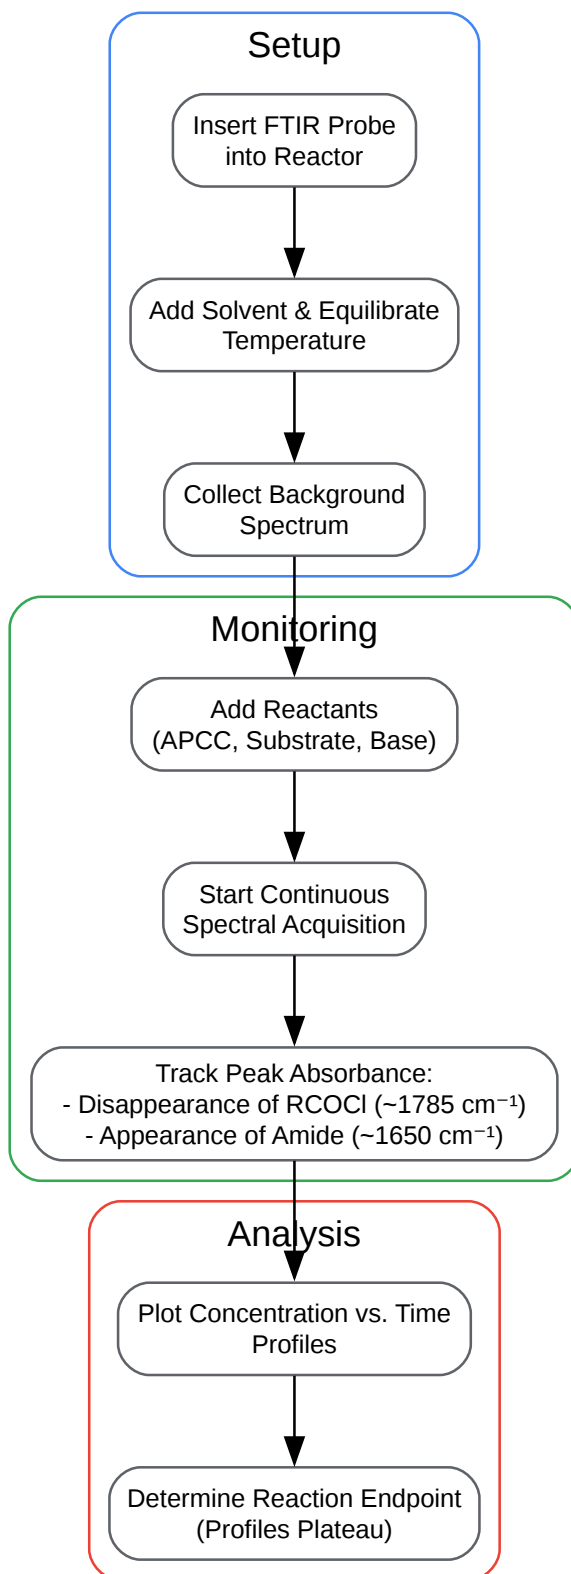 Setup
Insert FTIR Probe
into Reactor
Add Solvent & Equilibrate
Temperature
Collect Background
Spectrum
Monitoring
Add Reactants
(APCC, Substrate, Base)
Start Continuous
Spectral Acquisition
Track Peak Absorbance:
- Disappearance of RCOCl (~1785 cm⁻¹)
- Appearance of Amide (~1650 cm⁻¹)
Analysis
Plot Concentration vs. Time
Profiles
Determine Reaction Endpoint
(Profiles Plateau)